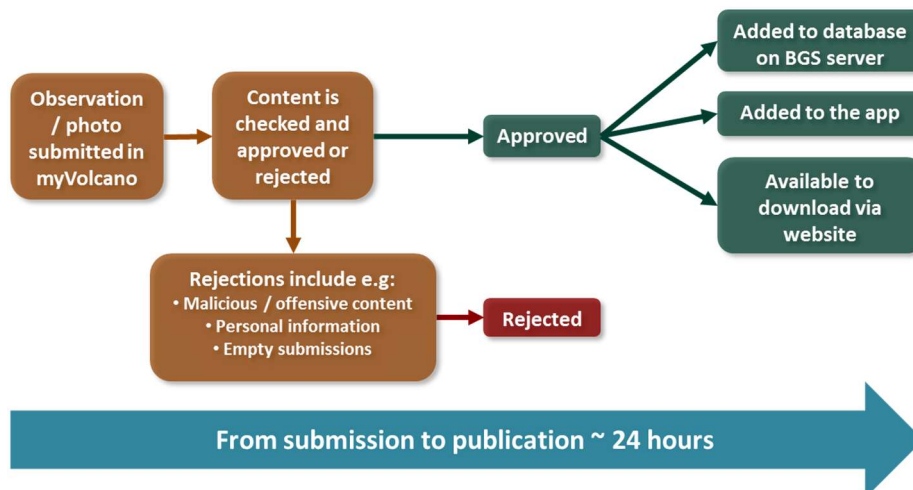 Observation
/ photo
submitted in
myVolcano
Content is
checked and
approved or
rejected
Approved
Added to database
on BGS server
Added to the app
Available to
download via
website
Rejections include e.g:
• Malicious / offensive content
• Personal information
• Empty submissions
Rejected
From submission to publication ~ 24 hours